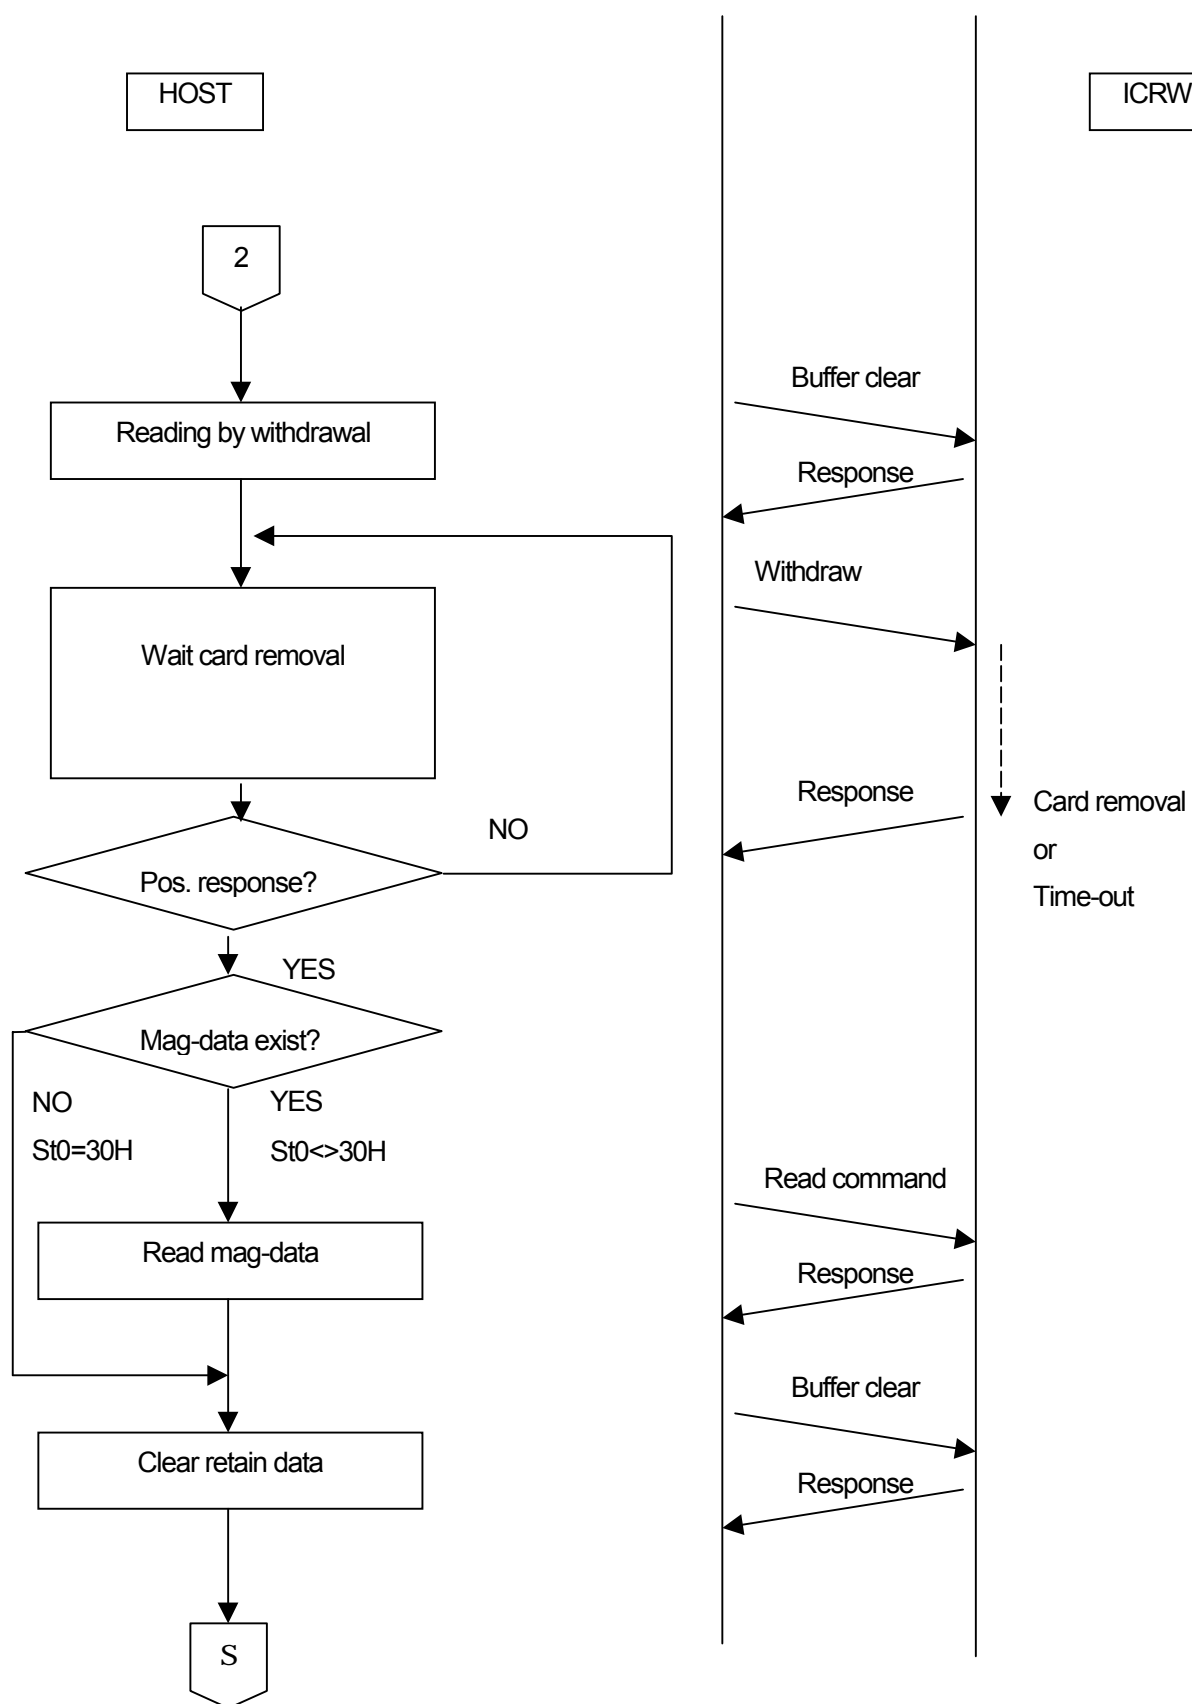 HOST
ICRW
2
Buffer clear
Reading by withdrawal
Response
Withdraw
Wait card removal
Response
Card removal
or
Time-out
NO
Pos. response?
YES
Mag-data exist?
NO
St0=30H
YES
St0<>30H
Read command
Read mag-data
Response
Buffer clear
Clear retain data
Response
S